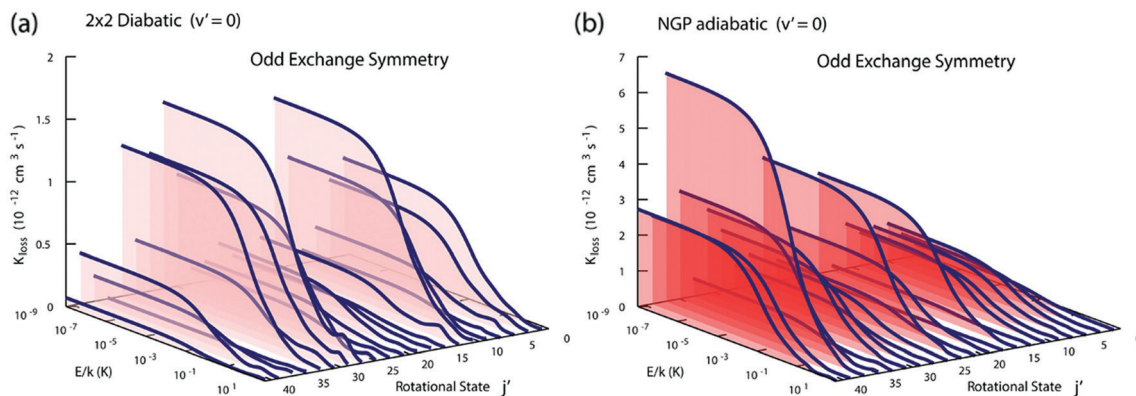 (a) 2x2 Diabatic (v' = 0)
Odd Exchange Symmetry
2
1.5
1
0.5
0
K loss (10 -12 cm 3 s -1)
10 -9
10 -7
10 -5
10 -3
10 -1
10 1
E/k (K)
40 35 30 25 20 15 10 5 0
Rotational State j'
(b) NGP adiabatic (v' = 0)
Odd Exchange Symmetry
7
6
5
4
3
2
1
0
K loss (10 -12 cm 3 s -1)
10 -9
10 -7
10 -5
10 -3
10 -1
10 1
E/k (K)
40 35 30 25 20 15 10 5 0
Rotational State j'